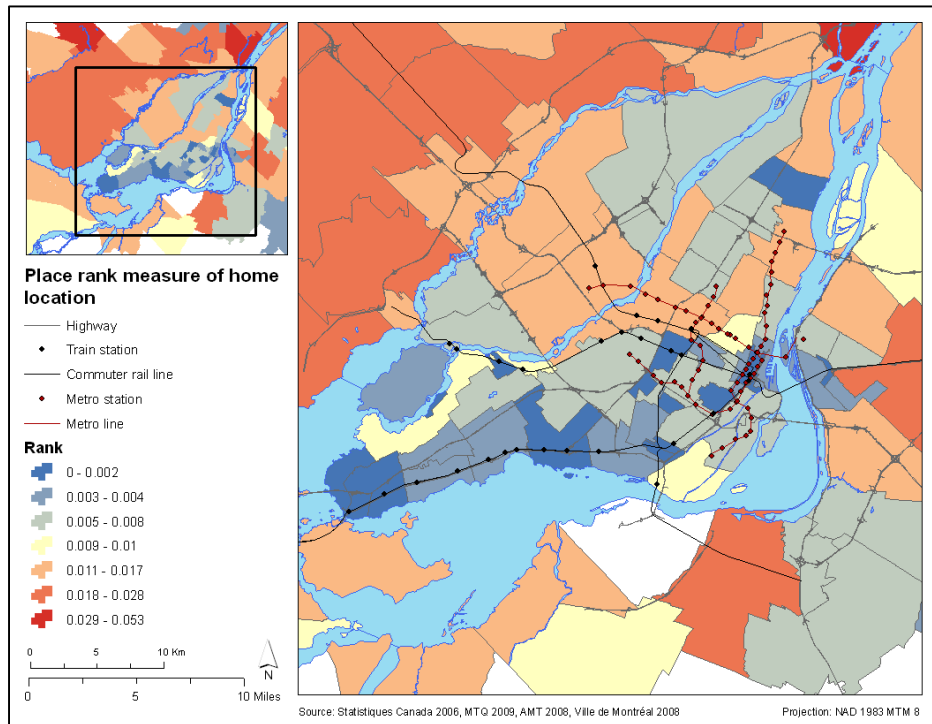 Place rank measure of home
location
Highway
Train station
Commuter rail line
Metro station
Metro line
Rank
0 - 0.002
0.003 - 0.004
0.005 - 0.008
0.009 - 0.01
0.011 - 0.017
0.018 - 0.028
0.029 - 0.053
0 5 10 Km
N
0 5 10 Miles
Source: Statistiques Canada 2006, MTQ 2009, AMT 2008, Ville de Montréal 2008
Projection: NAD 1983 MTM 8